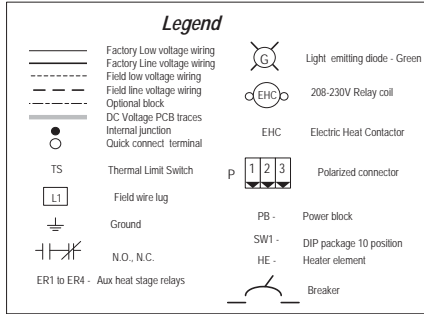 Legend
Factory Low voltage wiring
Factory Line voltage wiring
Field low voltage wiring
Field line voltage wiring
Optional block
DC Voltage PCB traces
Internal junction
Quick connect terminal
TS Thermal Limit Switch
L1 Field wire lug
Ground
N.O., N.C.
ER1 to ER4 - Aux heat stage relays
G Light emitting diode - Green
EHC 208-230V Relay coil
EHC Electric Heat Contactor
P 1 2 3 Polarized connector
PB - Power block
SW1 - DIP package 10 position
HE - Heater element
Breaker